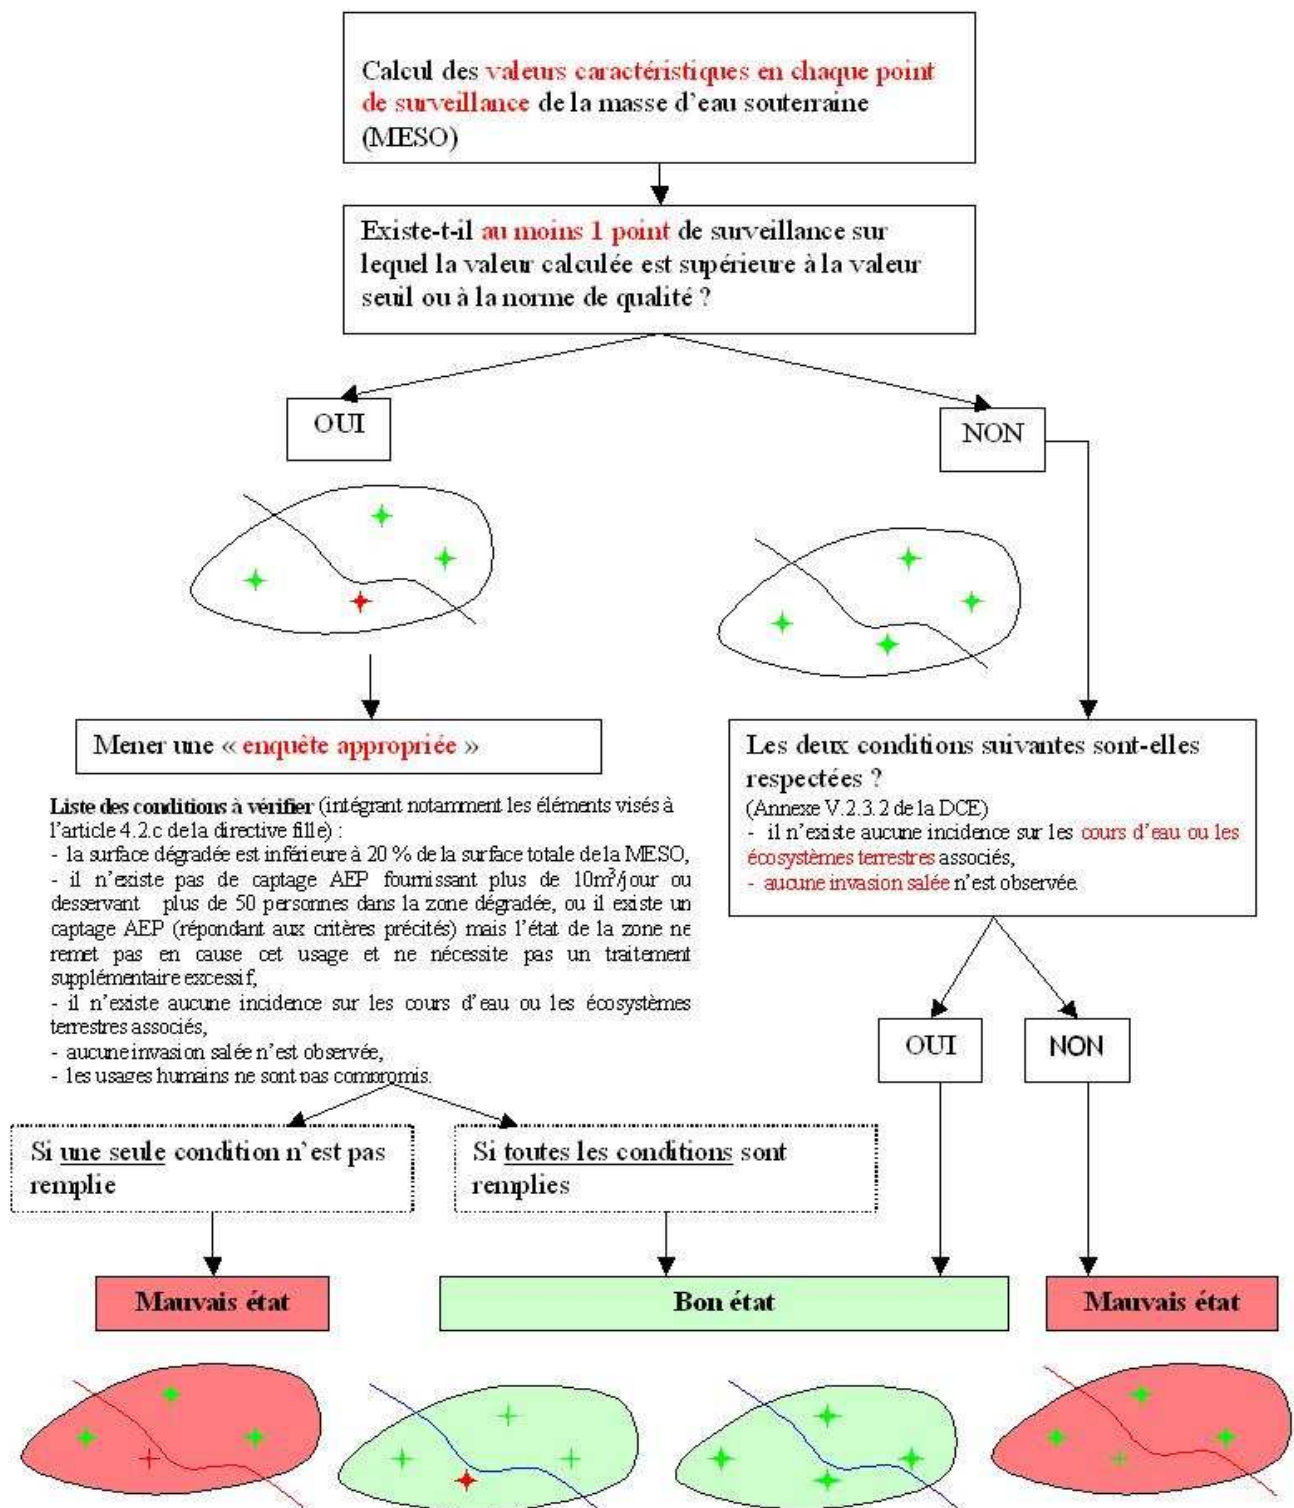 Calcul des valeurs caractéristiques en chaque point
de surveillance de la masse d'eau souterraine
(MESO)
Existe-t-il au moins 1 point de surveillance sur
lequel la valeur calculée est supérieure à la valeur
seuil ou à la norme de qualité ?
OUI
NON
Mener une « enquête appropriée »
Liste des conditions à vérifier (intégrant notamment les éléments visés à
l'article 4.2.c de la directive fille) :
- la surface dégradée est inférieure à 20 % de la surface totale de la MESO,
- il n'existe pas de captage AEP fournissant plus de 10m³/jour ou
desservant plus de 50 personnes dans la zone dégradée, ou il existe un
captage AEP (répondant aux critères précités) mais l'état de la zone ne
remet pas en cause cet usage et ne nécessite pas un traitement
supplémentaire excessif,
- il n'existe aucune incidence sur les cours d'eau ou les écosystèmes
terrestres associés,
- aucune invasion salée n'est observée,
- les usages humains ne sont pas compromis.
Les deux conditions suivantes sont-elles
respectées ?
(Annexe V.2.3.2 de la DCE)
- il n'existe aucune incidence sur les cours d'eau ou les
écosystèmes terrestres associés,
- aucune invasion salée n'est observée.
OUI
NON
Si une seule condition n'est pas
remplie
Si toutes les conditions sont
remplies
Mauvais état
Bon état
Mauvais état